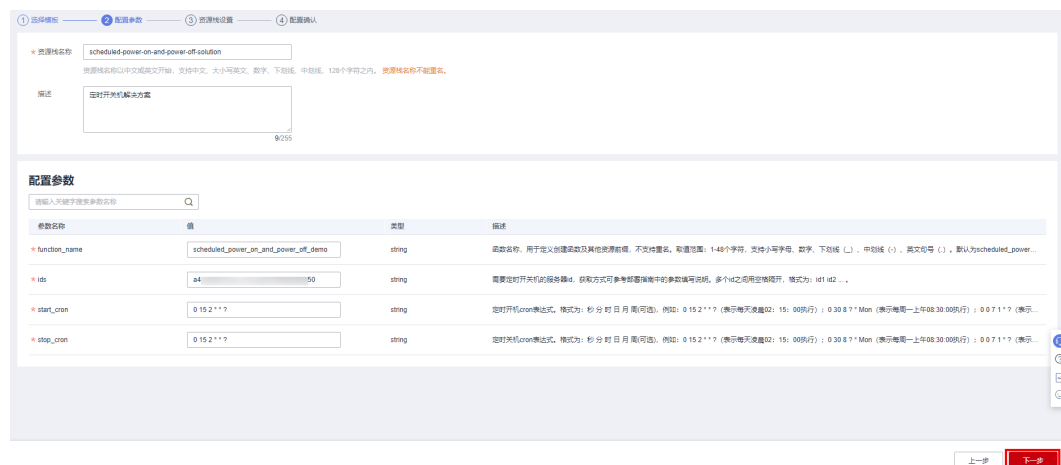 1 选择模板 2 配置参数 3 资源栈设置 4 配置确认
* 资源栈名称 scheduled-power-on-and-power-off-solution
资源栈名称以中文或英文开始，支持中文、大小写英文、数字、下划线、中划线，128个字符之内。 资源栈名称不能重名。
描述 定时开关机解决方案
9/255
配置参数
请输入关键字搜索参数名称
参数名称 值 类型 描述
* function_name scheduled_power_on_and_power_off_demo string 函数名称，用于定义创建函数及其他资源前缀，不支持重名。取值范围：1-48个字符，支持小写字母、数字、下划线（_）、中划线（-）、英文句号（.）。默认为scheduled_power...
* ids a4 50 string 需要定时开关机的服务器id，获取方式可参考部署指南中的参数填写说明。多个id之间用空格隔开，格式为：id1 id2 ... 。
* start_cron 0 15 2 * * ? string 定时开机cron表达式。格式为：秒 分 时 日 月 周(可选)，例如：0 15 2 * * ?（表示每天凌晨02：15：00执行）；0 30 8 ? * Mon（表示每周一上午08:30:00执行）；0 0 7 1 * ?（表示...
* stop_cron 0 15 2 * * ? string 定时关机cron表达式。格式为：秒 分 时 日 月 周(可选)，例如：0 15 2 * * ?（表示每天凌晨02：15：00执行）；0 30 8 ? * Mon（表示每周一上午08:30:00执行）；0 0 7 1 * ?（表示...
上一步 下一步